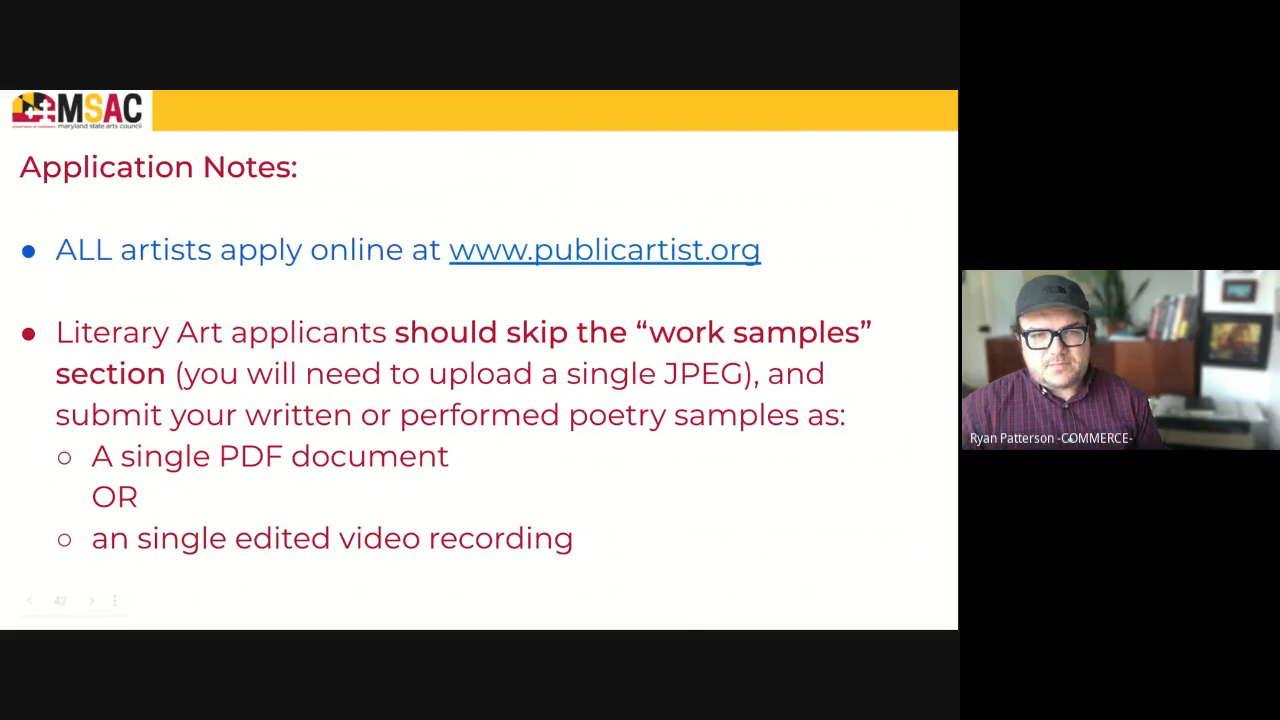 MSAC
maryland state arts council
Application Notes:
● ALL artists apply online at www.publicartist.org
● Literary Art applicants should skip the “work samples”
section (you will need to upload a single JPEG), and
submit your written or performed poetry samples as:
○ A single PDF document
OR
○ an single edited video recording
47
Ryan Patterson -COMMERCE-